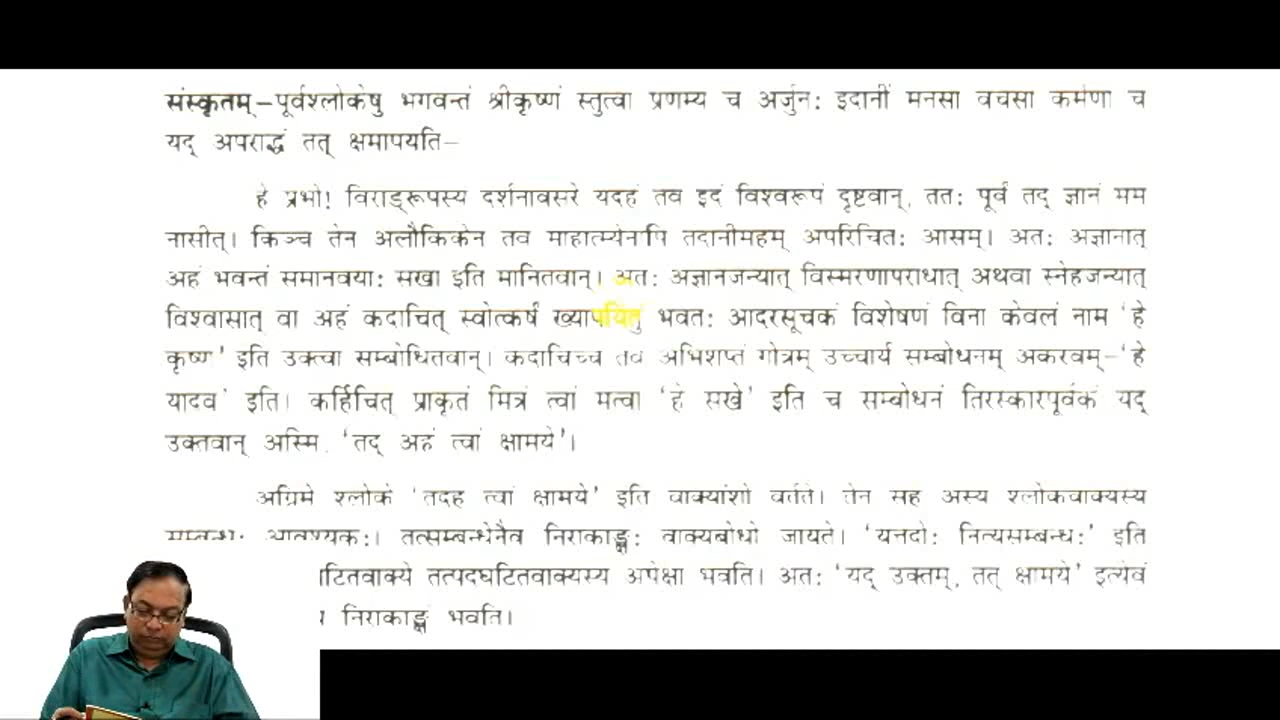 संस्कृतम्–पूर्वश्लोकेषु भगवन्तं श्रीकृष्णं स्तुत्वा प्रणम्य च अर्जुनः इदानीं मनसा वचसा कर्मणा च
यद् अपराद्धं तत् क्षमापयति–
हे प्रभो! विराड्रूपस्य दर्शनावसरे यदहं तव इदं विश्वरूपं दृष्टवान्, ततः पूर्वं तद् ज्ञानं मम
नासीत्। किञ्च तेन अलौकिकेन तव माहात्म्येनापि तदानीमहम् अपरिचितः आसम्। अतः अज्ञानात्
अहं भवन्तं समानवयाः सखा इति मानितवान्। अतः अज्ञानजन्यात् विस्मरणापराधात् अथवा स्नेहजन्यात्
विश्वासात् वा अहं कदाचित् स्वोत्कर्षं ख्यापयितुं भवतः आदरसूचकं विशेषणं विना केवलं नाम 'हे
कृष्ण' इति उक्त्वा सम्बोधितवान्। कदाचिच्च तव अभिशप्तं गोत्रम् उच्चार्य सम्बोधनम् अकरवम्–'हे
यादव' इति। कर्हिचित् प्राकृतं मित्रं त्वां मत्वा 'हे सखे' इति च सम्बोधनं तिरस्कारपूर्वकं यद्
उक्तवान् अस्मि, 'तद् अहं त्वां क्षामये'।
अग्रिमे श्लोके 'तदहं त्वां क्षामये' इति वाक्यांशो वर्तते। तेन सह अस्य श्लोकवाक्यस्य
सम्बन्धः आवश्यकः। तत्सम्बन्धेनैव निराकाङ्क्षः वाक्यबोधो जायते। 'यत्तदोः नित्यसम्बन्धः' इति
टितवाक्ये तत्पदघटितवाक्यस्य अपेक्षा भवति। अतः 'यद् उक्तम्, तत् क्षामये' इत्येवं
निराकाङ्क्षं भवति।